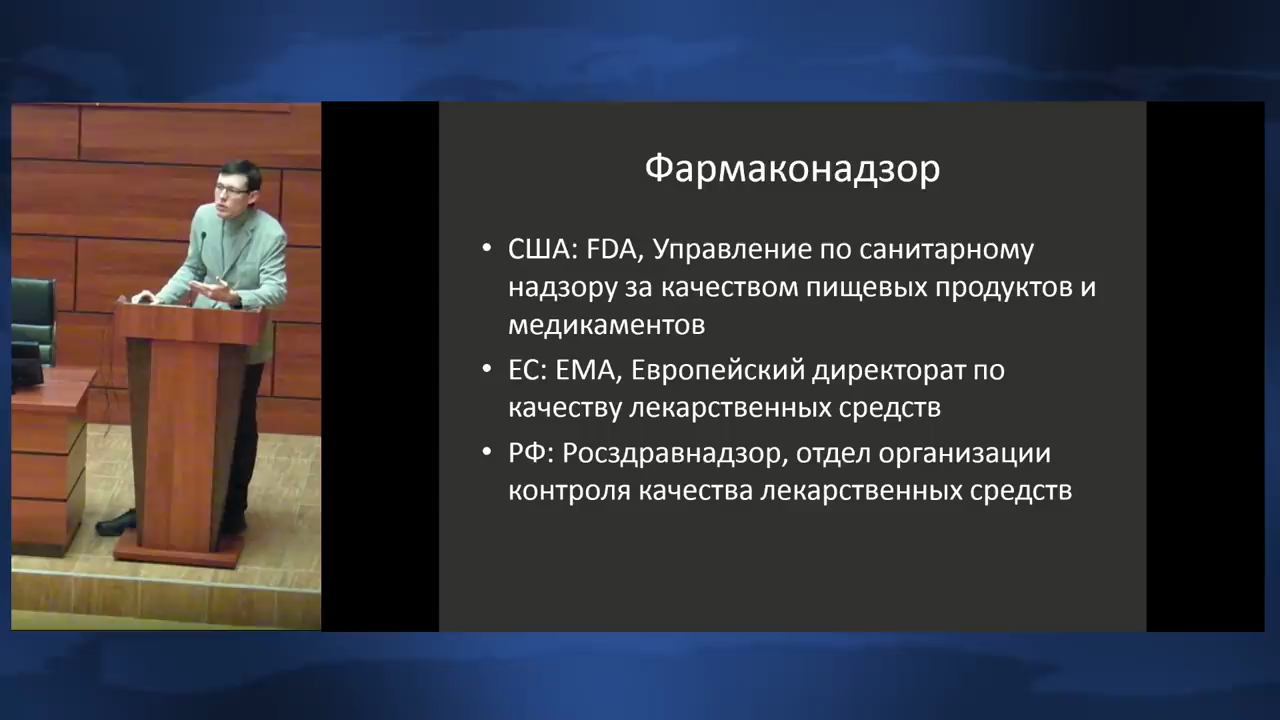 Фармаконадзор
• США: FDA, Управление по санитарному
надзору за качеством пищевых продуктов и
медикаментов
• ЕС: EMA, Европейский директорат по
качеству лекарственных средств
• РФ: Росздравнадзор, отдел организации
контроля качества лекарственных средств